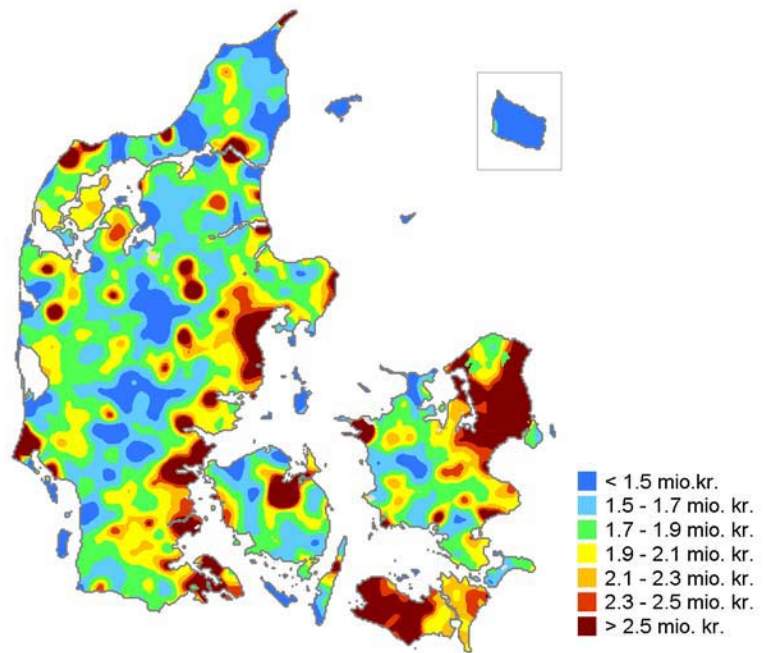 < 1.5 mio.kr.
1.5 - 1.7 mio. kr.
1.7 - 1.9 mio. kr.
1.9 - 2.1 mio. kr.
2.1 - 2.3 mio. kr.
2.3 - 2.5 mio. kr.
> 2.5 mio. kr.